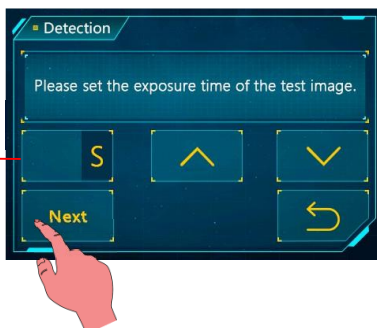 Detection
Please set the exposure time of the test image.
S
Next